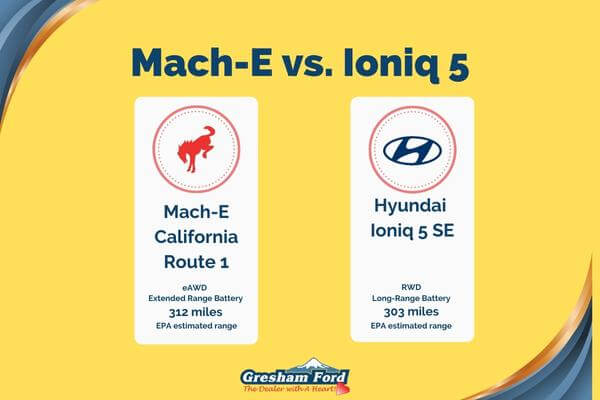 Mach-E vs. Ioniq 5
Mach-E
California
Route 1
eAWD
Extended Range Battery
312 miles
EPA estimated range
Hyundai
Ioniq 5 SE
RWD
Long-Range Battery
303 miles
EPA estimated range
Gresham Ford
The Dealer with A Heart!